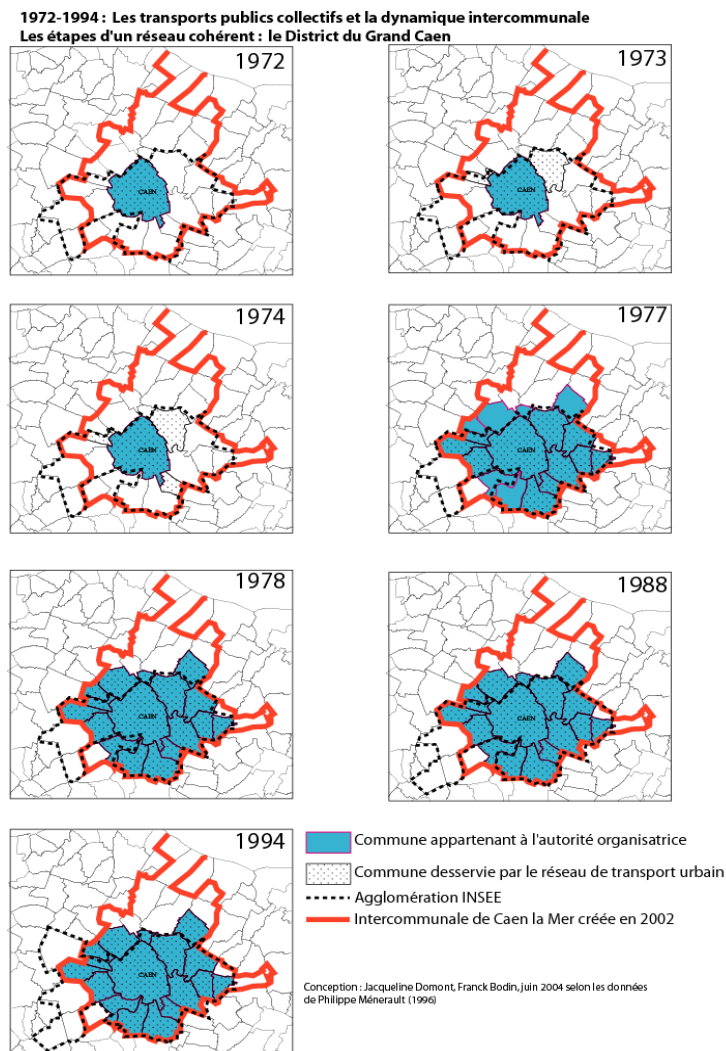 1972-1994 : Les transports publics collectifs et la dynamique intercommunale
Les étapes d'un réseau cohérent : le District du Grand Caen
1972
CAEN
1973
CAEN
1974
CAEN
1977
CAEN
1978
CAEN
1988
CAEN
1994
CAEN
Commune appartenant à l'autorité organisatrice
Commune desservie par le réseau de transport urbain
Agglomération INSEE
Intercommunale de Caen la Mer créée en 2002
Conception : Jacqueline Domont, Franck Bodin, juin 2004 selon les données
de Philippe Ménerault (1996)